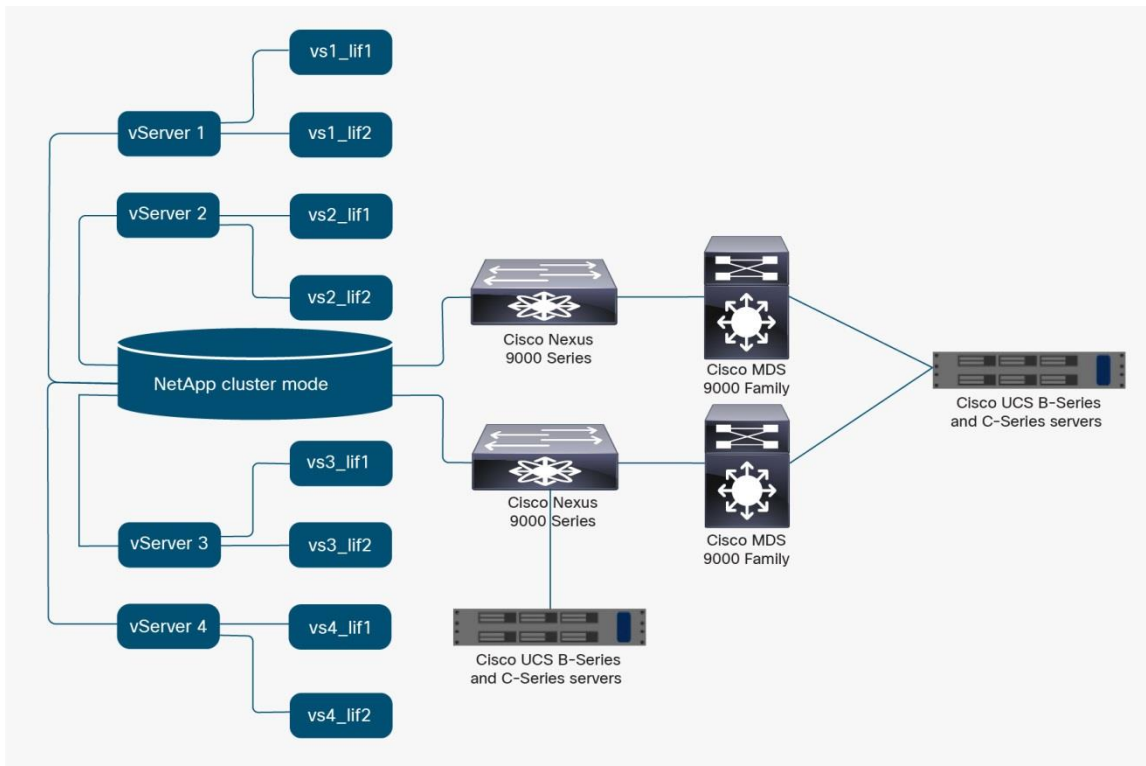 vs1_lif1
vServer 1
vs1_lif2
vServer 2
vs2_lif1
vs2_lif2
NetApp cluster mode
vs3_lif1
vServer 3
vs3_lif2
vServer 4
vs4_lif1
vs4_lif2
Cisco Nexus
9000 Series
Cisco MDS
9000 Family
Cisco UCS B-Series
and C-Series servers
Cisco Nexus
9000 Series
Cisco MDS
9000 Family
Cisco UCS B-Series
and C-Series servers